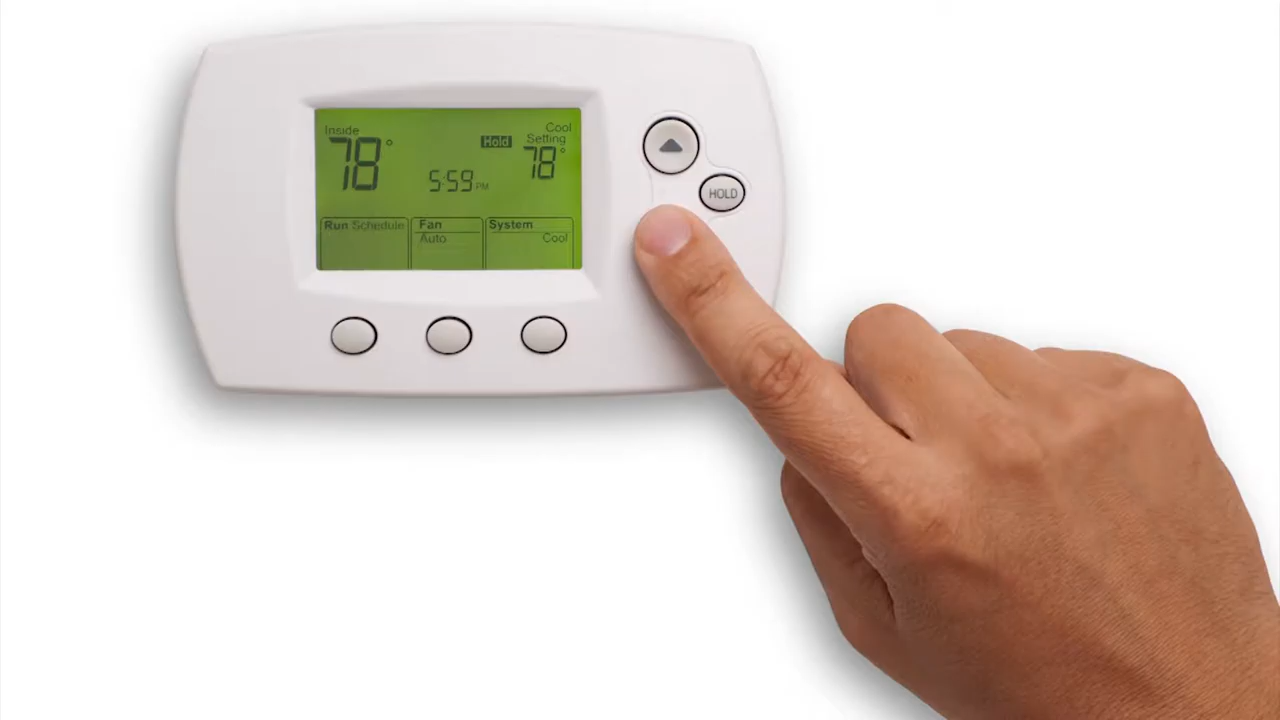 Inside
Cool
Hold
Setting
78°
78°
5:59 PM
Run Schedule
Fan
System
Auto
Cool
HOLD